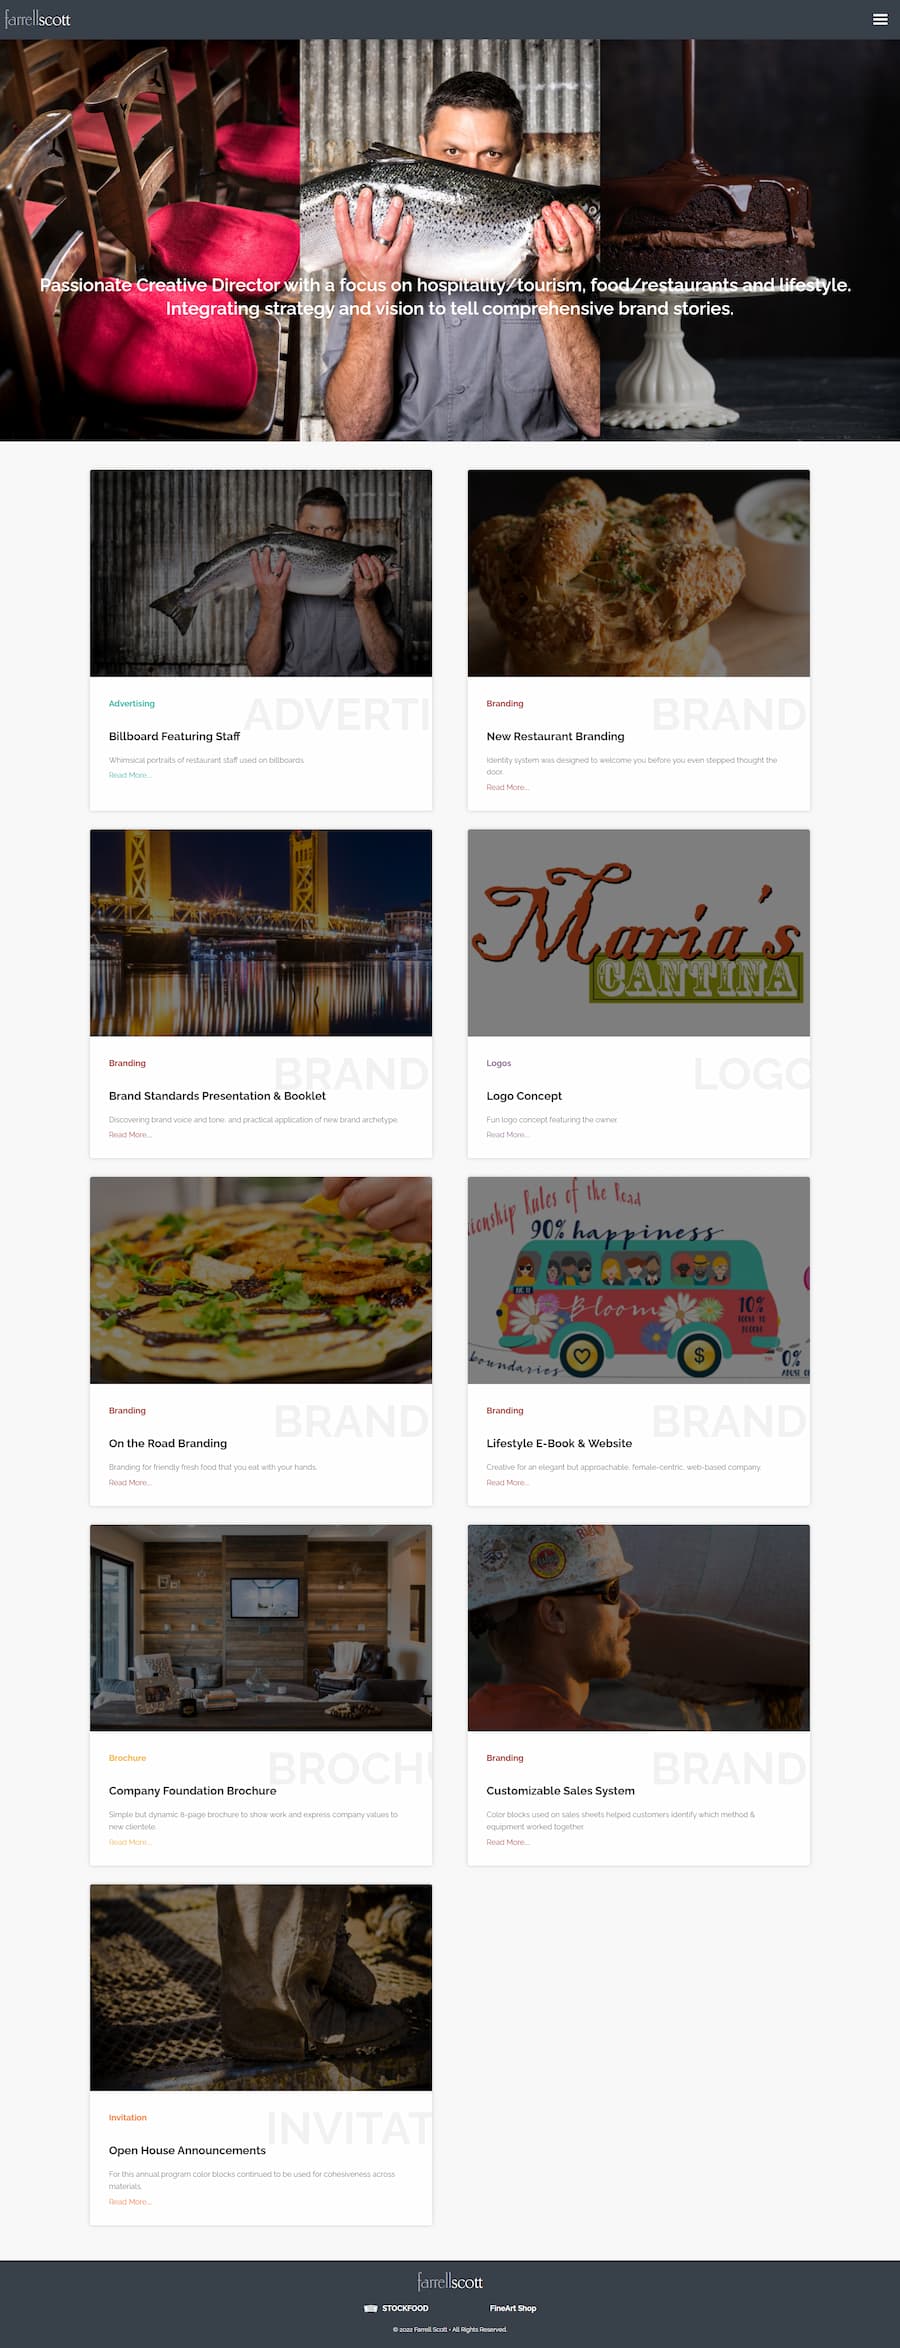 farrellscott
Passionate Creative Director with a focus on hospitality/tourism, food/restaurants and lifestyle.
Integrating strategy and vision to tell comprehensive brand stories.
ADVERTI
Advertising
Billboard Featuring Staff
Whimsical portraits of restaurant staff used on billboards.
Read More...
BRAND
Branding
New Restaurant Branding
Identity system was designed to welcome you before you even stepped thought the
door.
Read More...
BRAND
Branding
Brand Standards Presentation & Booklet
Discovering brand voice and tone, and practical application of new brand archetype.
Read More...
Maria's
CANTINA
LOGO
Logos
Logo Concept
Fun logo concept featuring the owner.
Read More...
BRAND
Branding
On the Road Branding
Branding for friendly fresh food that you eat with your hands.
Read More...
ionship Rules of the Road
90% happiness
Bloom
10%
boundaries
$
0%
BRAND
Branding
Lifestyle E-Book & Website
Creative for an elegant but approachable, female-centric, web-based company.
Read More...
BROCHU
Brochure
Company Foundation Brochure
Simple but dynamic 8-page brochure to show work and express company values to
new clientele.
Read More...
BRAND
Branding
Customizable Sales System
Color blocks used on sales sheets helped customers identify which method &
equipment worked together.
Read More...
INVITAT
Invitation
Open House Announcements
For this annual program color blocks continued to be used for cohesiveness across
materials.
Read More...
farrellscott
STOCKFOOD
FineArt Shop
© 2022 Farrell Scott • All Rights Reserved.